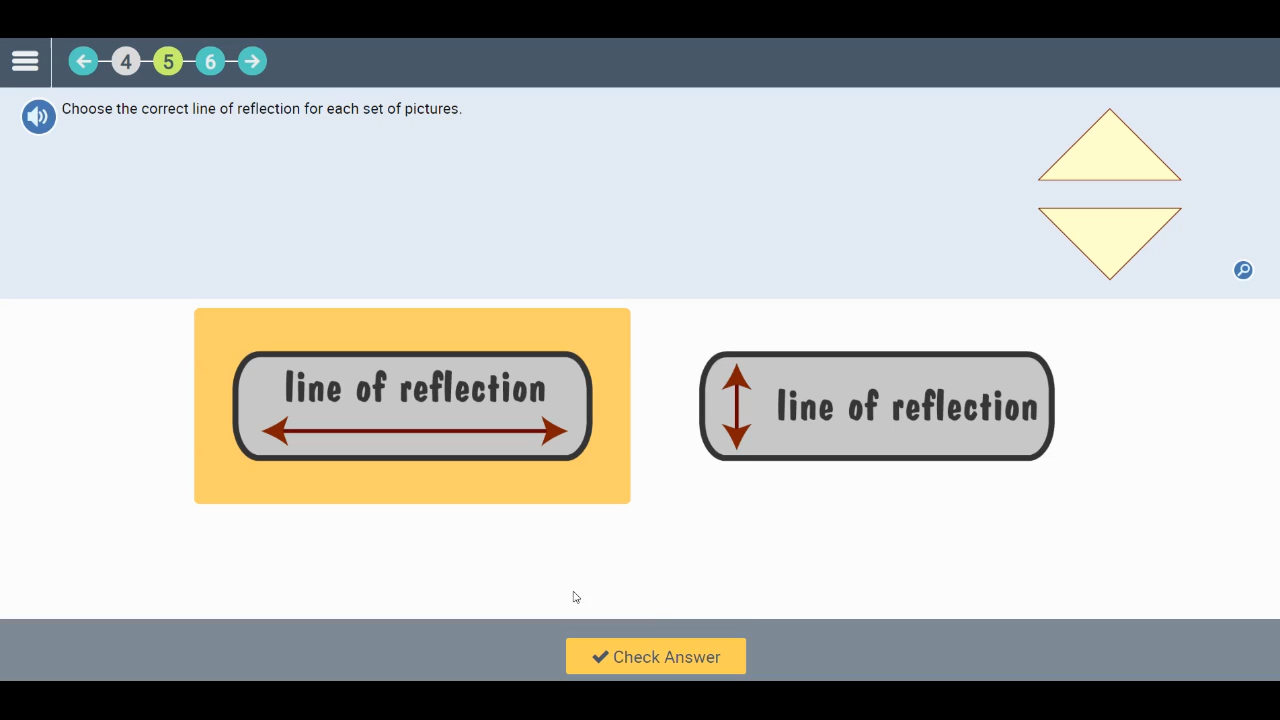 4 5 6
Choose the correct line of reflection for each set of pictures.
line of reflection
line of reflection
Check Answer